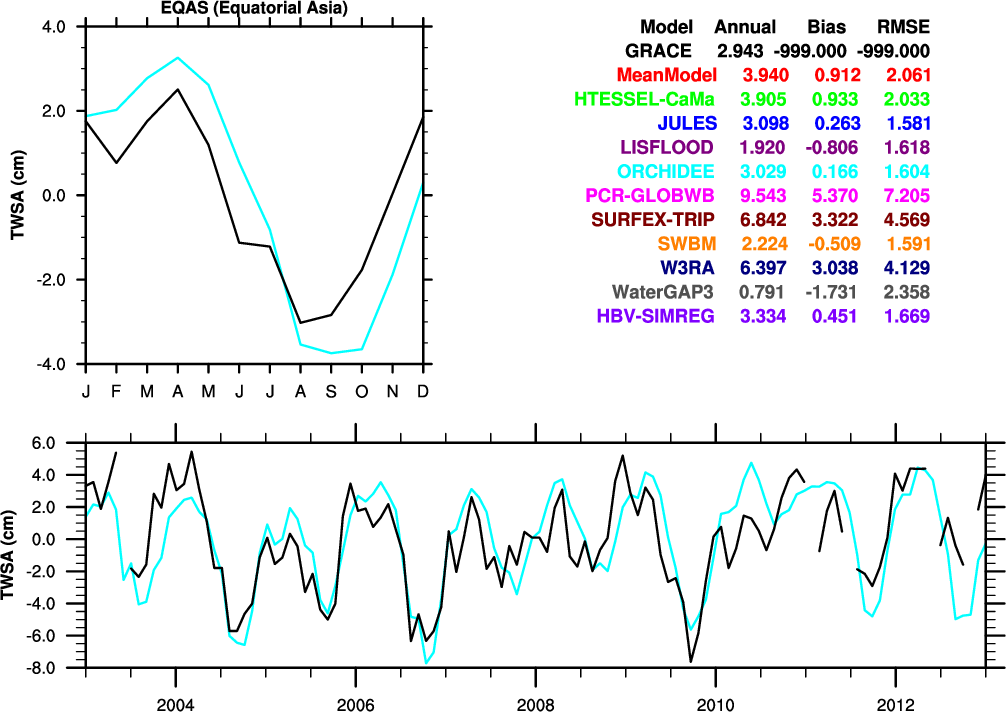 EQAS (Equatorial Asia)
4.0
2.0
0.0
-2.0
-4.0
TWSA (cm)
J F M A M J J A S O N D
Model Annual Bias RMSE
GRACE 2.943 -999.000 -999.000
MeanModel 3.940 0.912 2.061
HTESSEL-CaMa 3.905 0.933 2.033
JULES 3.098 0.263 1.581
LISFLOOD 1.920 -0.806 1.618
ORCHIDEE 3.029 0.166 1.604
PCR-GLOBWB 9.543 5.370 7.205
SURFEX-TRIP 6.842 3.322 4.569
SWBM 2.224 -0.509 1.591
W3RA 6.397 3.038 4.129
WaterGAP3 0.791 -1.731 2.358
HBV-SIMREG 3.334 0.451 1.669
6.0
4.0
2.0
0.0
-2.0
-4.0
-6.0
-8.0
TWSA (cm)
2004 2006 2008 2010 2012